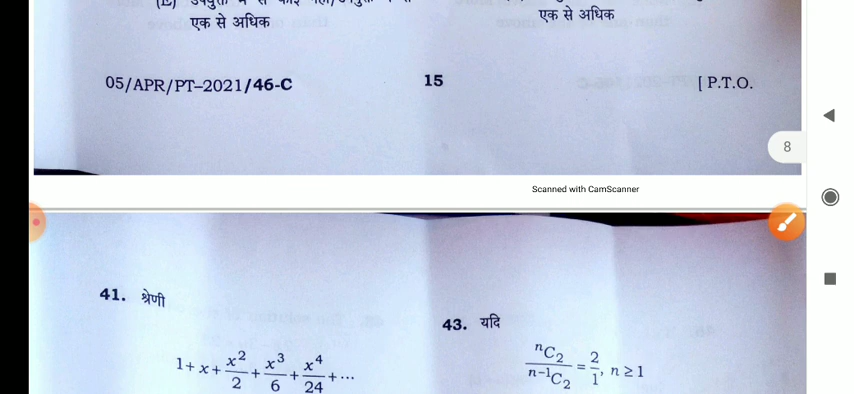 एक से अधिक
एक से अधिक
05/APR/PT–2021/46-C
15
[ P.T.O.
8
Scanned with CamScanner
41. श्रेणी
1 + x + x²/2 + x³/6 + x⁴/24 + ⋯
43. यदि
ⁿC₂/ⁿ⁻¹C₂ = 2/1, n ≥ 1